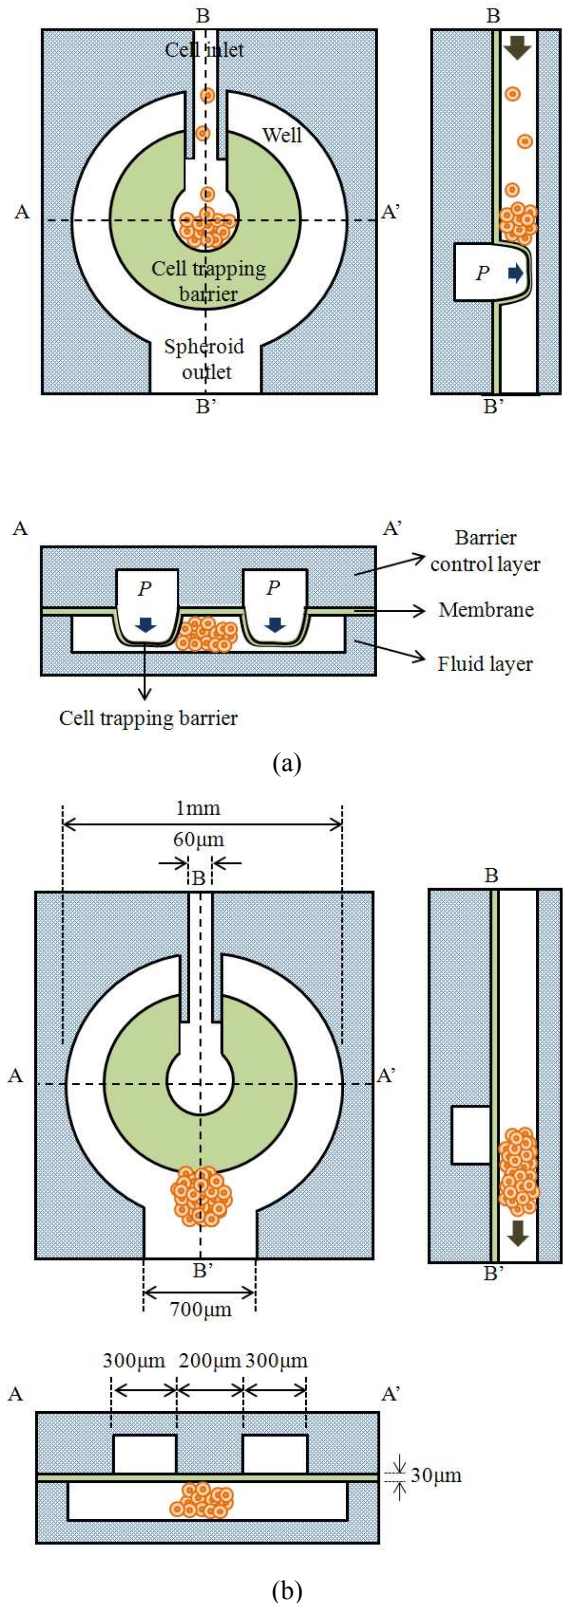 B
B
Cell inlet
Well
A
A’
P
Cell trapping
barrier
Spheroid
outlet
B’
B’
A
A’
P
P
Barrier
control layer
Membrane
Fluid layer
Cell trapping barrier
(a)
1mm
60μm
B
B
A
A’
B’
B’
700μm
300μm
200μm
300μm
A
A’
30μm
(b)